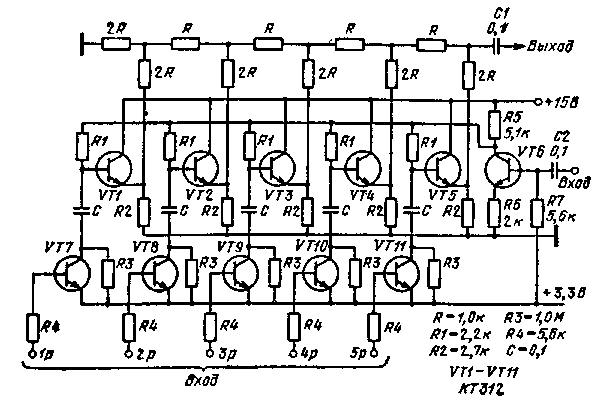 2R R R R R C1 0,1 Выход
2R 2R 2R 2R 2R
+15в
R1 R1 R1 R1 R1 R5 5,1к C2 0,1
VT1 VT2 VT3 VT4 VT5 VT6
Вход
C R2 C R2 C R2 C R2 C R2 R6 2к R7 5,6к
VT7 VT8 VT9 VT10 VT11
R3 R3 R3 R3 R3
+3,3в
R4 R4 R4 R4 R4
1р 2р 3р 4р 5р
Вход
R=1,0к R3=1,0М
R1=2,2к R4=5,6к
R2=2,7к C=0,1
VT1-VT11
КТ312